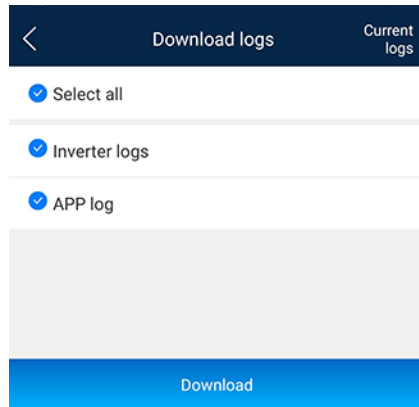 Download logs
Current
logs
Select all
Inverter logs
APP log
Download